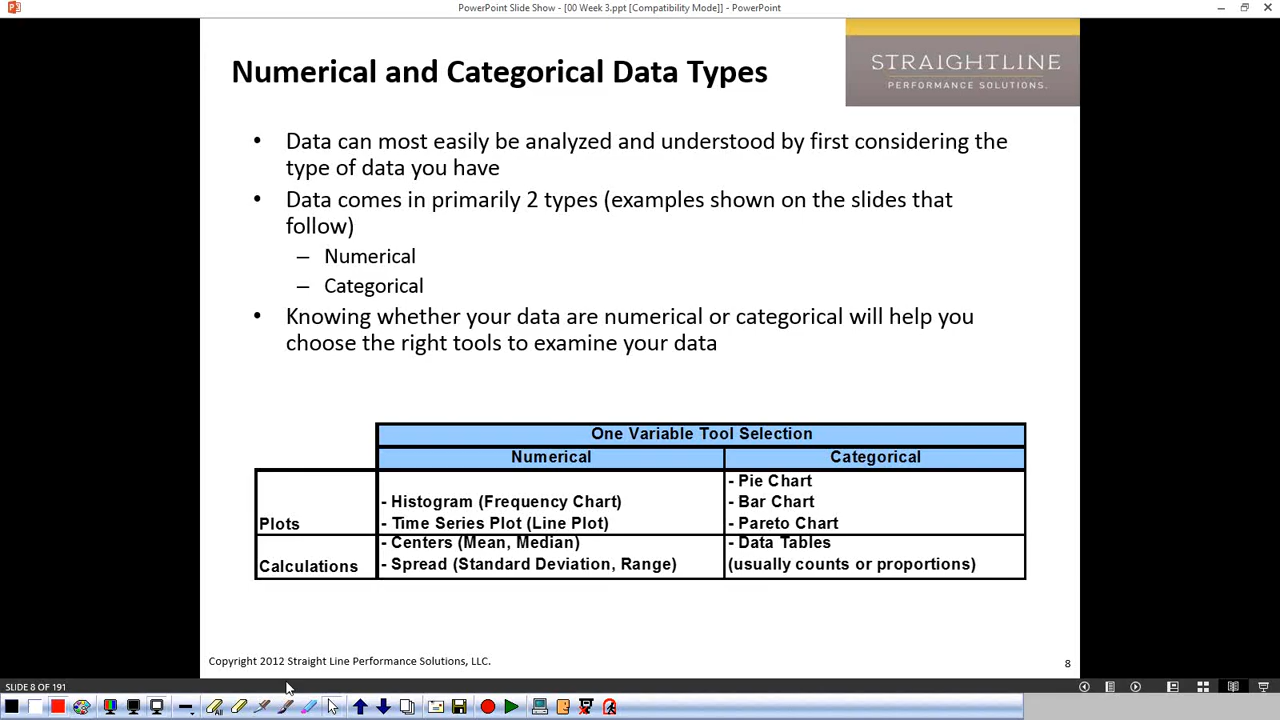 PowerPoint Slide Show - [00 Week 3.ppt [Compatibility Mode]] - PowerPoint
Numerical and Categorical Data Types
STRAIGHTLINE
PERFORMANCE SOLUTIONS.
• Data can most easily be analyzed and understood by first considering the
type of data you have
• Data comes in primarily 2 types (examples shown on the slides that
follow)
– Numerical
– Categorical
• Knowing whether your data are numerical or categorical will help you
choose the right tools to examine your data
One Variable Tool Selection
Numerical
Categorical
Plots
- Histogram (Frequency Chart)
- Time Series Plot (Line Plot)
- Pie Chart
- Bar Chart
- Pareto Chart
Calculations
- Centers (Mean, Median)
- Spread (Standard Deviation, Range)
- Data Tables
(usually counts or proportions)
Copyright 2012 Straight Line Performance Solutions, LLC.
8
SLIDE 8 OF 191